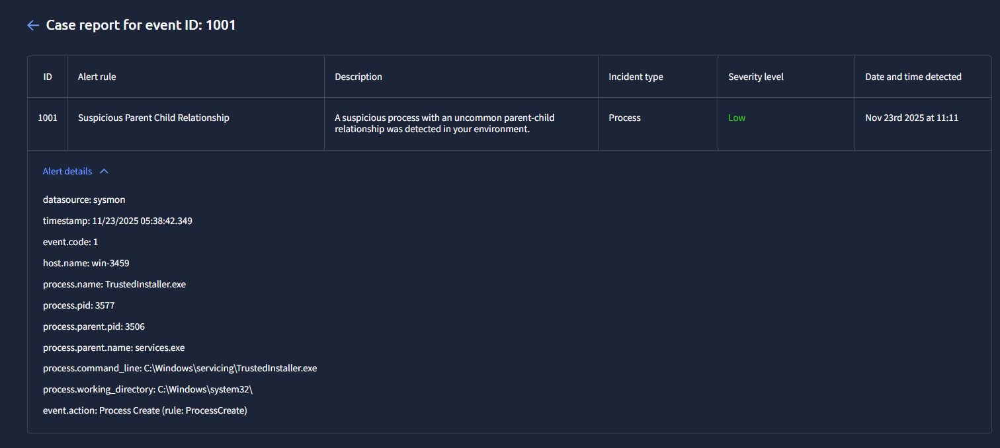 Case report for event ID: 1001
ID
Alert rule
Description
Incident type
Severity level
Date and time detected
1001
Suspicious Parent Child Relationship
A suspicious process with an uncommon parent-child
relationship was detected in your environment.
Process
Low
Nov 23rd 2025 at 11:11
Alert details
datasource: sysmon
timestamp: 11/23/2025 05:38:42.349
event.code: 1
host.name: win-3459
process.name: TrustedInstaller.exe
process.pid: 3577
process.parent.pid: 3506
process.parent.name: services.exe
process.command_line: C:\Windows\servicing\TrustedInstaller.exe
process.working_directory: C:\Windows\system32\
event.action: Process Create (rule: ProcessCreate)